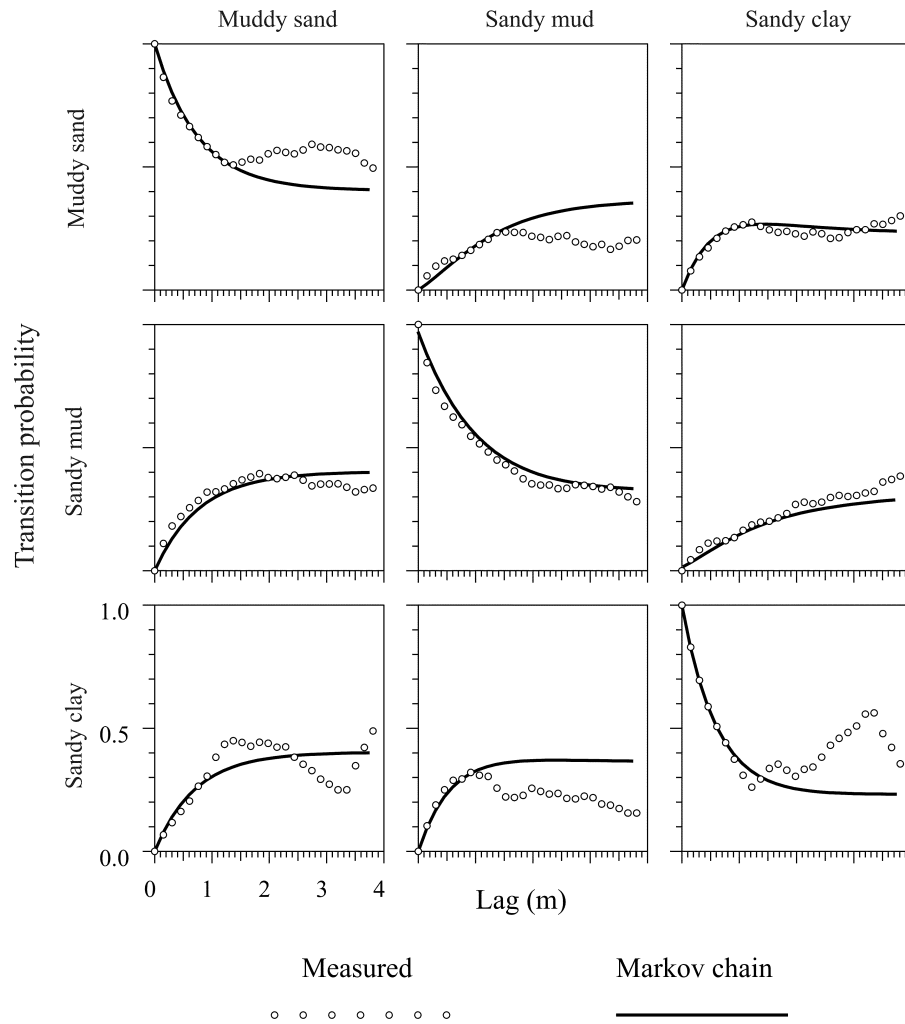 Muddy sand Sandy mud Sandy clay
Muddy sand
Transition probability
Sandy mud
Sandy clay
1.0
0.5
0.0
0 1 2 3 4
Lag (m)
Measured Markov chain